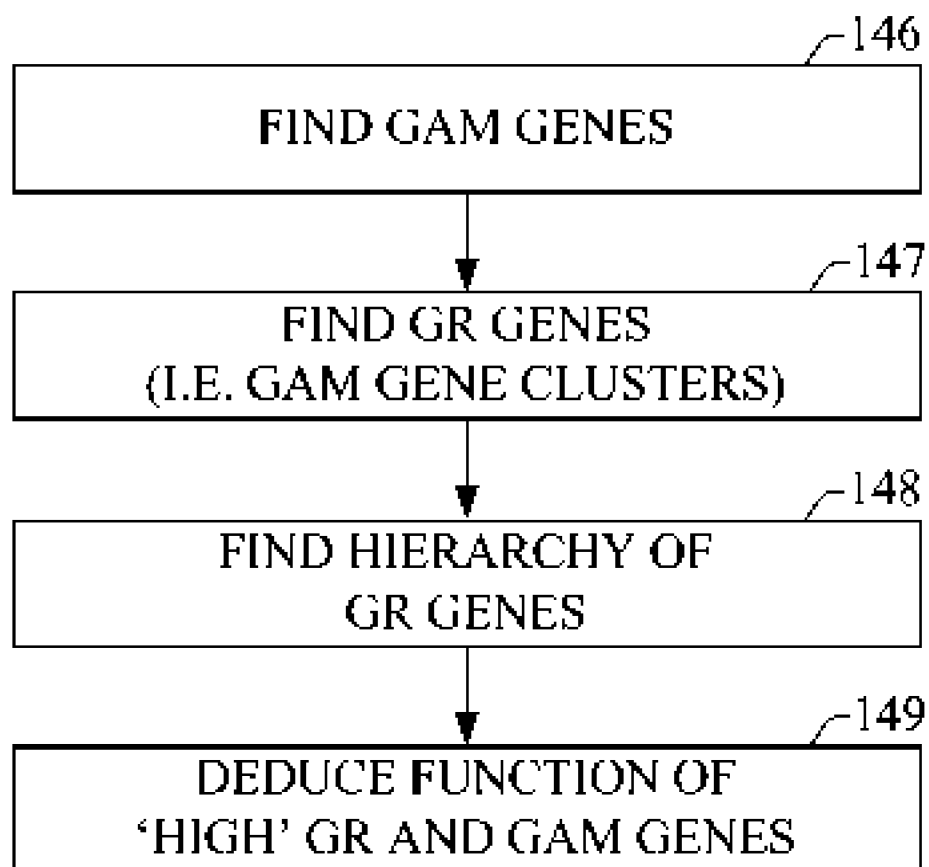 146
FIND GAM GENES
147
FIND GR GENES
(I.E. GAM GENE CLUSTERS)
148
FIND HIERARCHY OF
GR GENES
149
DEDUCE FUNCTION OF
‘HIGH’ GR AND GAM GENES